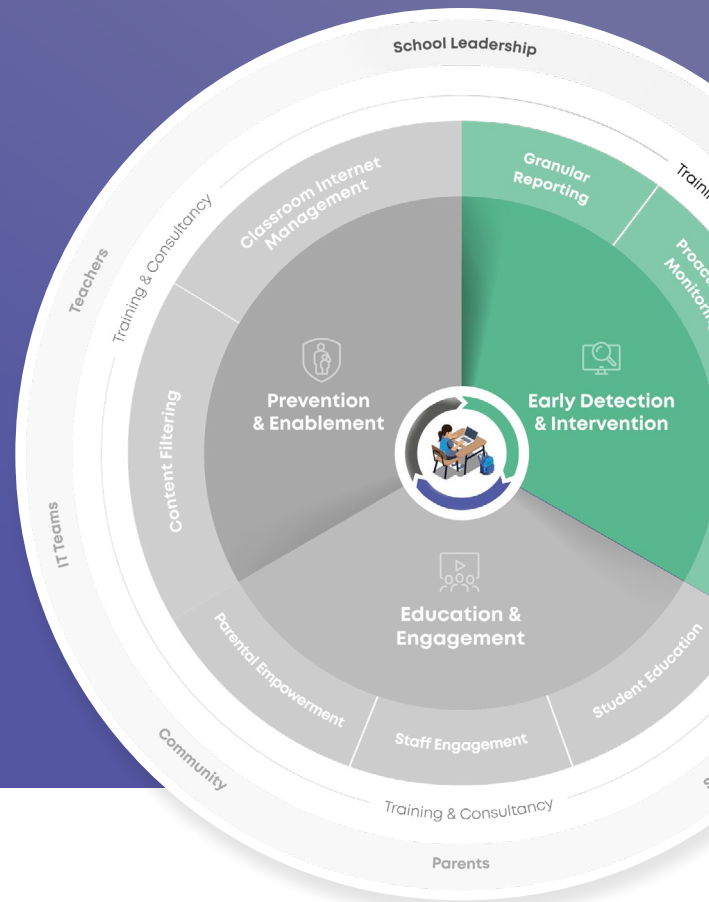 School Leadership
Teachers
IT Teams
Community
Parents
Training & Consultancy
Training & Consultancy
Classroom Internet
Management
Content Filtering
Granular
Reporting
Monitoring
Prevention
& Enablement
Early Detection
& Intervention
Education &
Engagement
Parental Empowerment
Staff Engagement
Student Education